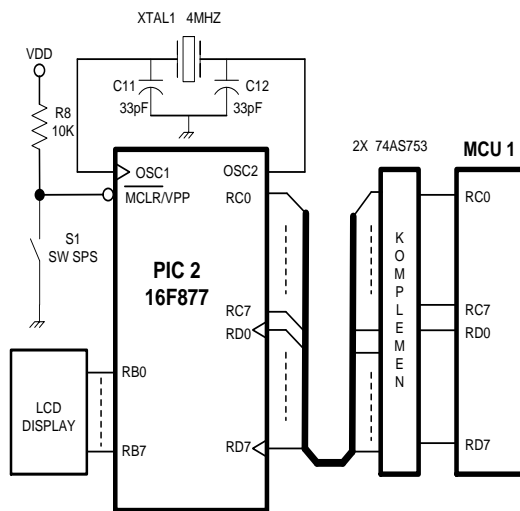 XTAL1 4MHZ
VDD
C11
C12
33pF
33pF
R8
10K
2X 74AS753
MCU 1
OSC1
OSC2
MCLR/VPP
RC0
RC0
S1
SW SPS
PIC 2
16F877
KOMPLEMEN
RC7
RD0
RC7
RD0
RB0
LCD
DISPLAY
RB7
RD7
RD7